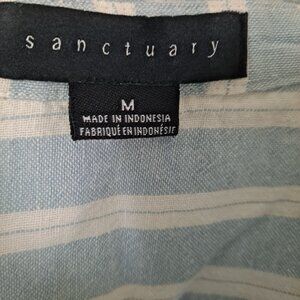 sanctuary
M
MADE IN INDONESIA
FABRIQUÉ EN INDONÉSIE